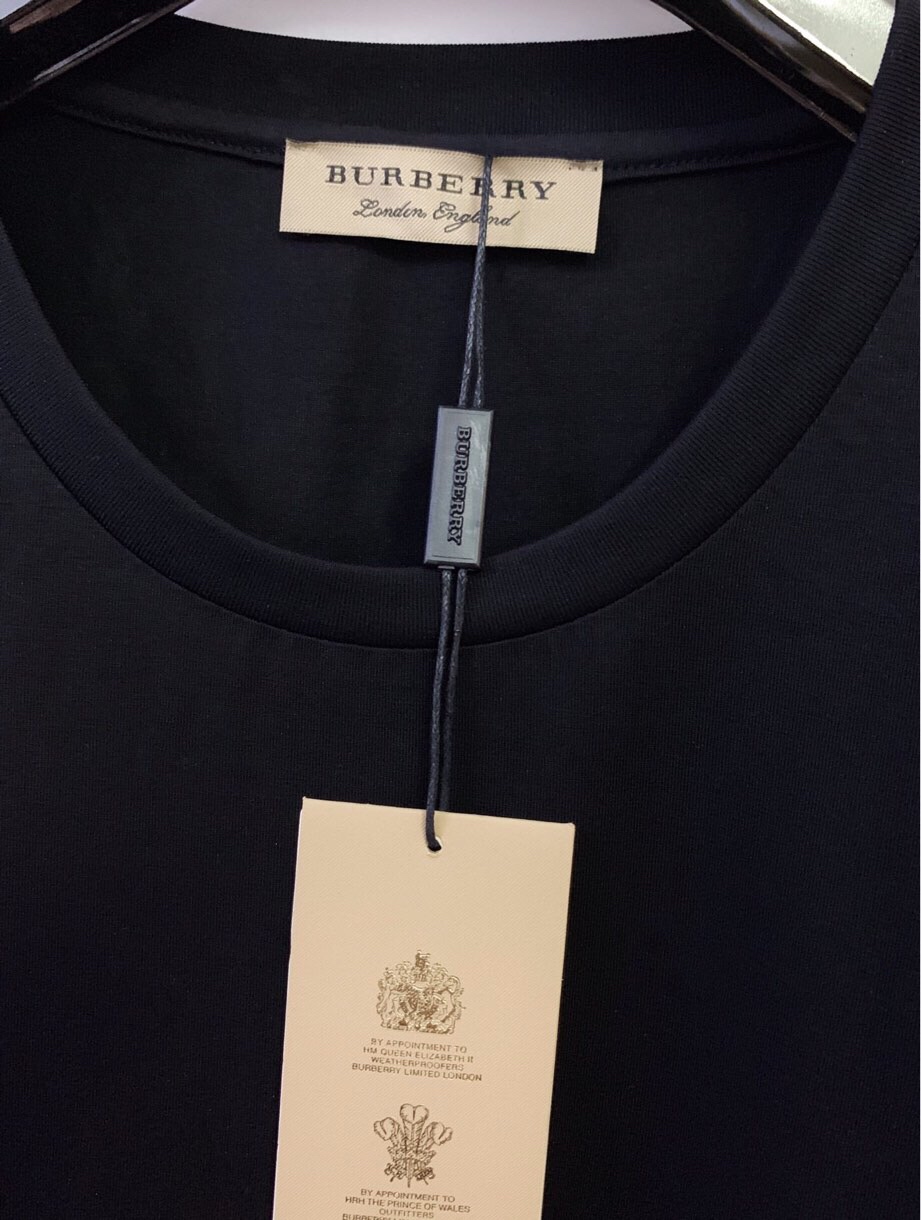 BURBERRY
London, England
BURBERRY
BY APPOINTMENT TO
HM QUEEN ELIZABETH II
WEATHERPROOFERS
BURBERRY LIMITED LONDON
BY APPOINTMENT TO
HRH THE PRINCE OF WALES
OUTFITTERS